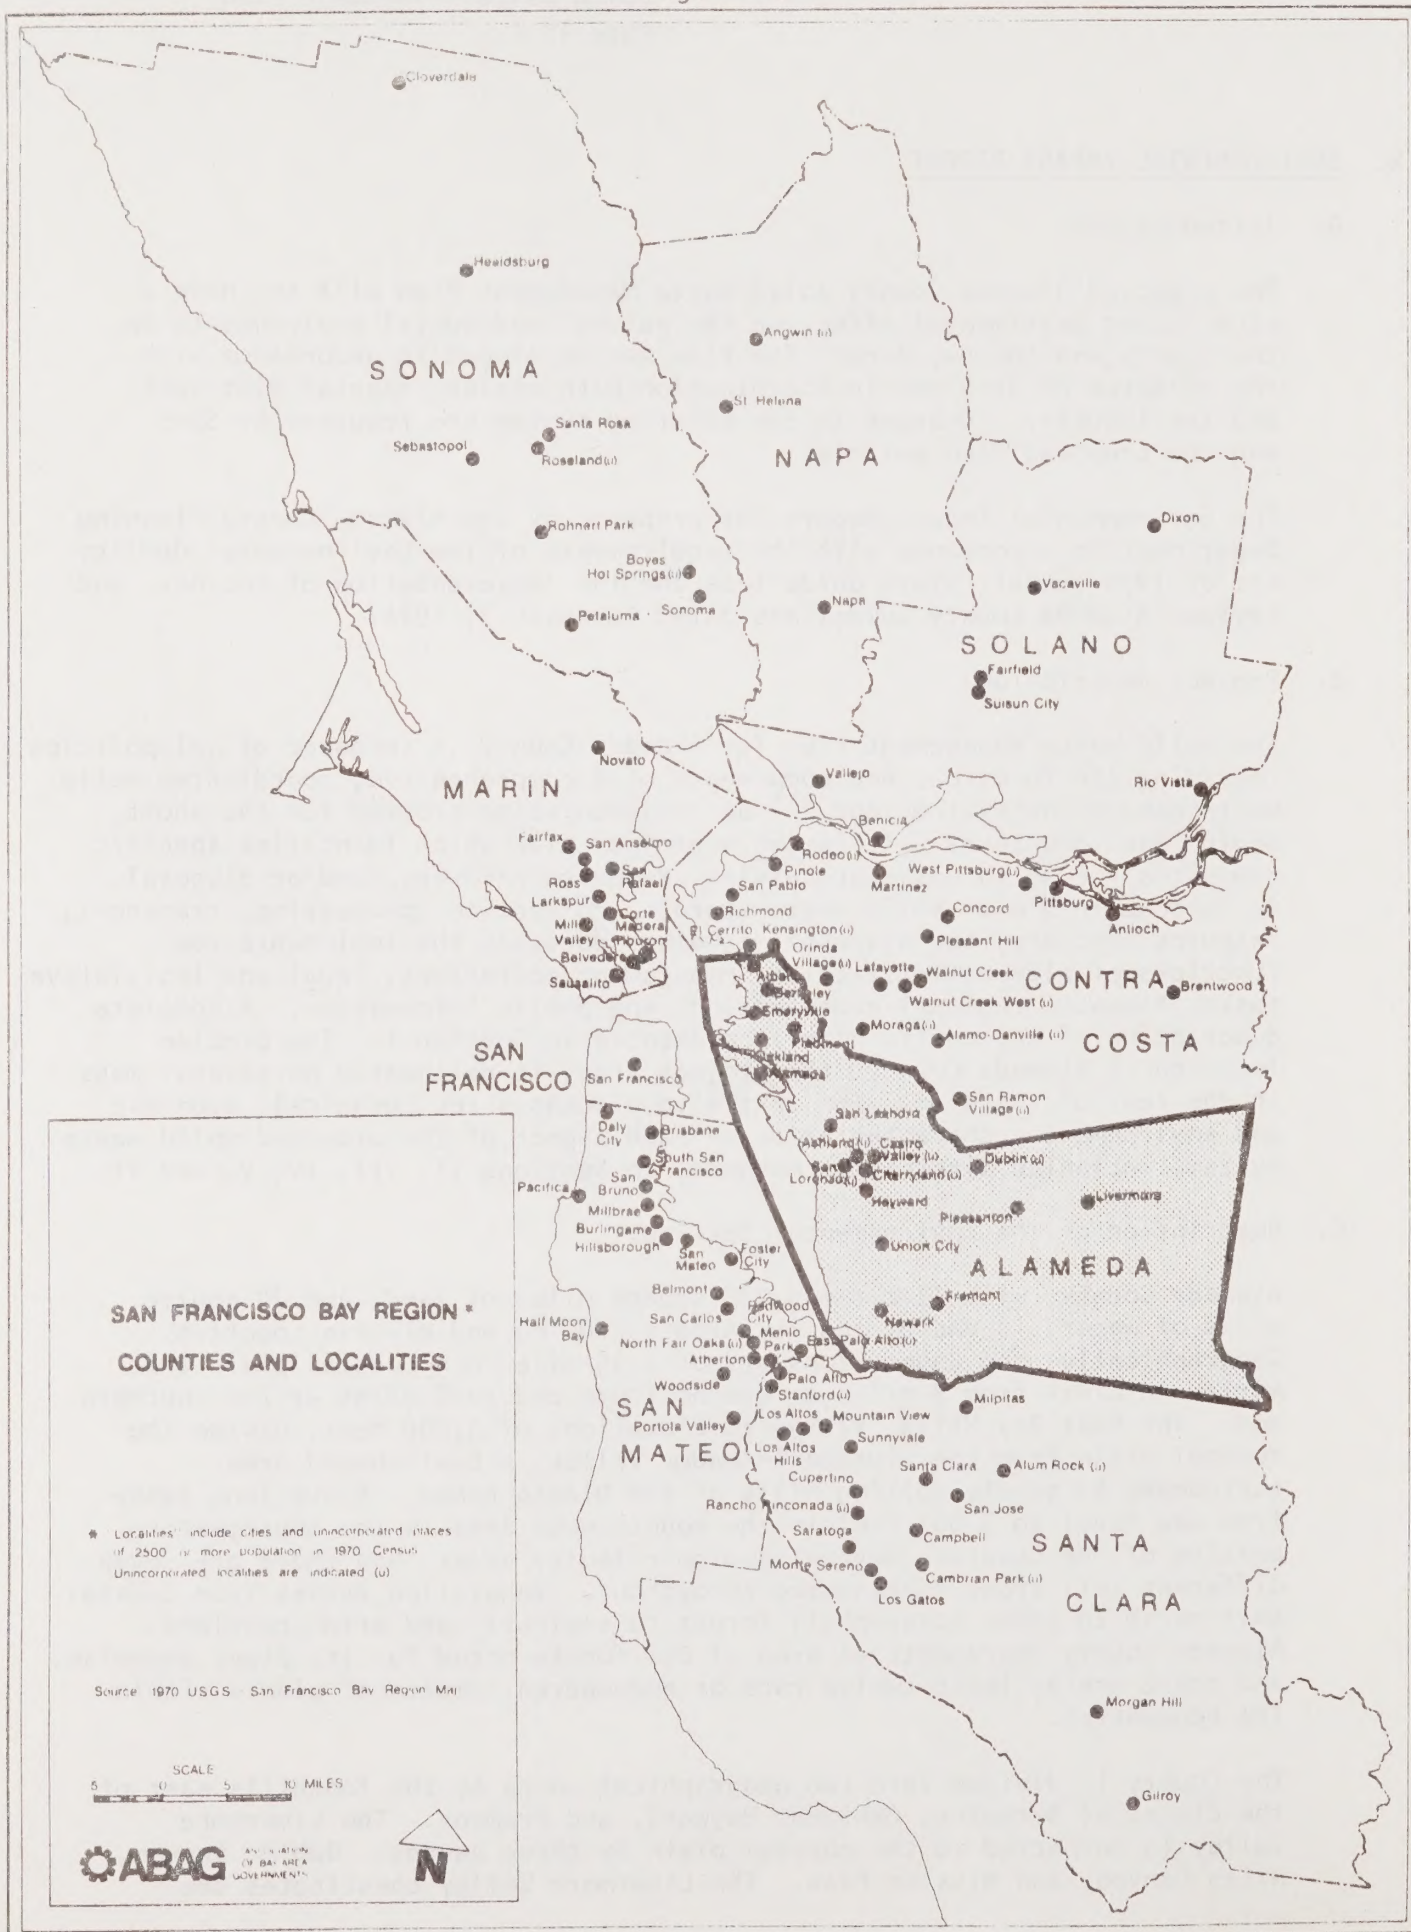 Cloverdale
Healdsburg
Angwin (u)
SONOMA
St. Helena
Santa Rosa
Sebastopol
Roseland (u)
NAPA
Dixon
Rohnert Park
Boyes
Hot Springs (u)
Vacaville
Sonoma
Napa
Petaluma
SOLANO
Fairfield
Suisun City
Novato
Vallejo
Rio Vista
MARIN
Benicia
Fairfax
San Anselmo
Rodeo (u)
Ross
San
Rafael
Pinole
Martinez
West Pittsburg (u)
Pittsburg
Larkspur
San Pablo
Corte
Madera
Richmond
Concord
Antioch
Mill
Valley
Tiburon
El Cerrito
Kensington (u)
Pleasant Hill
Belvedere
Orinda
Village (u)
Lafayette
Walnut Creek
CONTRA
Sausalito
Albany
Berkeley
Walnut Creek West (u)
Brentwood
Emeryville
Moraga (u)
Alamo-Danville (u)
COSTA
Piedmont
SAN
FRANCISCO
San Francisco
Oakland
Alameda
San Ramon
Village (u)
Daly
City
Brisbane
San Leandro
South San
Francisco
Ashland (u)
Castro
Valley (u)
Dublin (u)
San
Lorenzo (u)
Cherryland (u)
Pacifica
San
Bruno
Hayward
Livermore
Millbrae
Pleasanton
Burlingame
Hillsborough
San
Mateo
Foster
City
Union City
ALAMEDA
Belmont
San Carlos
Redwood
City
Fremont
Newark
Half Moon
Bay
North Fair Oaks (u)
Menlo
Park
East Palo Alto (u)
Atherton
Palo Alto
Woodside
Stanford (u)
Milpitas
SAN
MATEO
Portola Valley
Los Altos
Mountain View
Los Altos
Hills
Sunnyvale
Cupertino
Santa Clara
Alum Rock (u)
Rancho Rinconada (u)
San Jose
Saratoga
Campbell
SANTA
CLARA
Monte Sereno
Cambrian Park (u)
Los Gatos
Morgan Hill
Gilroy
SAN FRANCISCO BAY REGION *
COUNTIES AND LOCALITIES
* Localities include cities and unincorporated places
of 2500 or more population in 1970 Census
Unincorporated localities are indicated (u)
Source: 1970 USGS San Francisco Bay Region Map
SCALE
5 0 5 10 MILES
ABAG
ASSOCIATION
OF BAY AREA
GOVERNMENTS
N